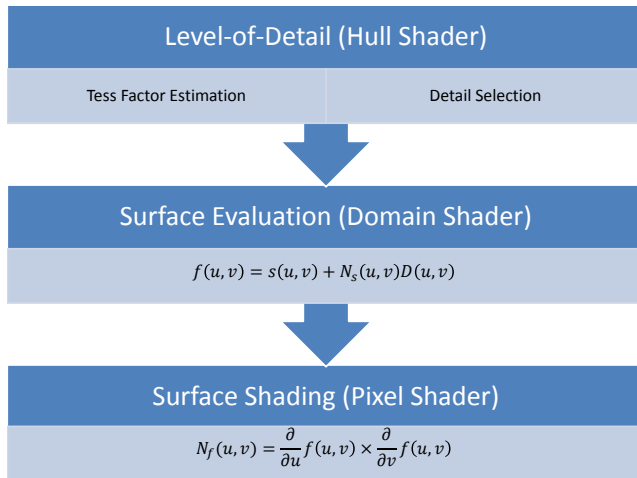 Level-of-Detail (Hull Shader)
Tess Factor Estimation Detail Selection
Surface Evaluation (Domain Shader)
f(u, v) = s(u, v) + N_s(u, v)D(u, v)
Surface Shading (Pixel Shader)
N_f(u, v) = ∂/∂u f(u, v) × ∂/∂v f(u, v)